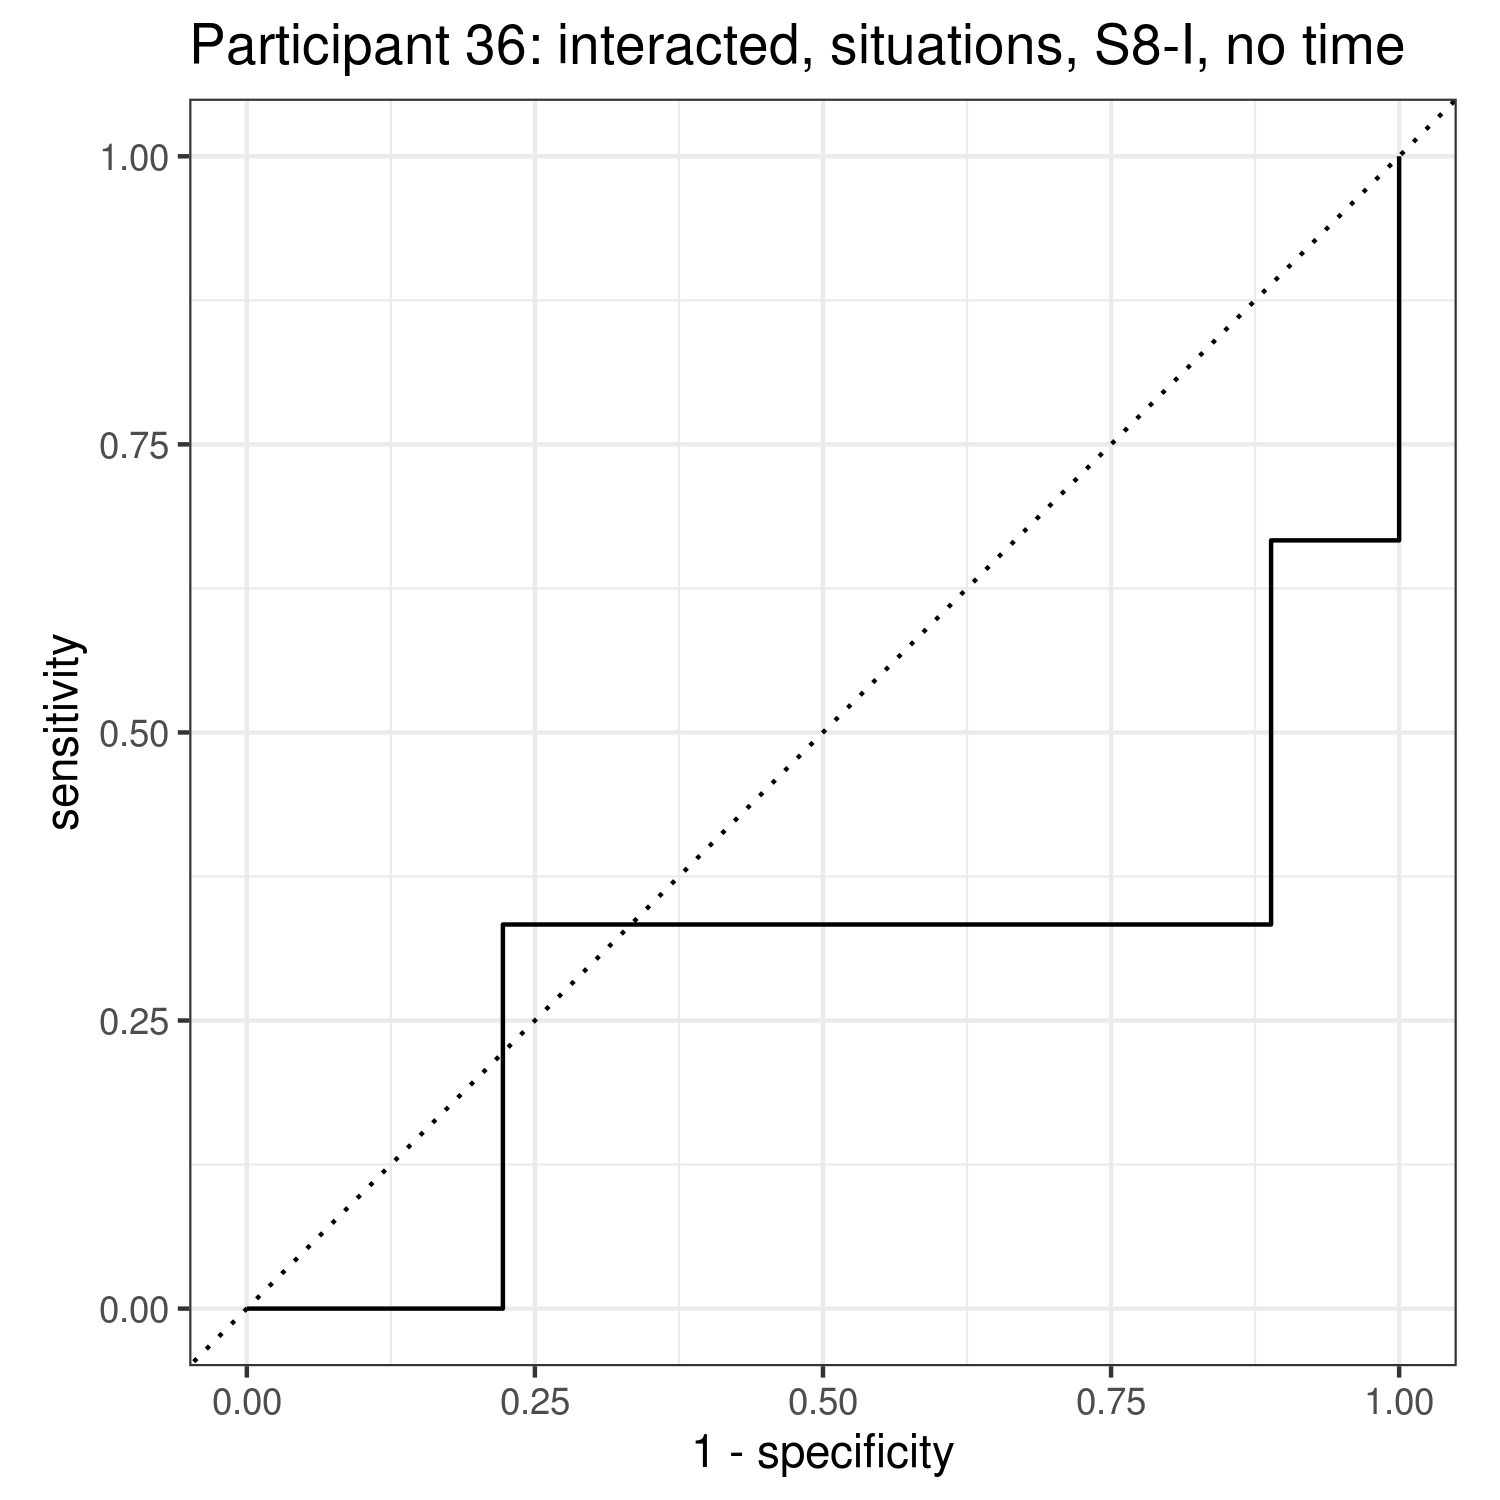 Participant 36: interacted, situations, S8-I, no time
1.00
0.75
0.50
0.25
0.00
sensitivity
0.00 0.25 0.50 0.75 1.00
1 - specificity